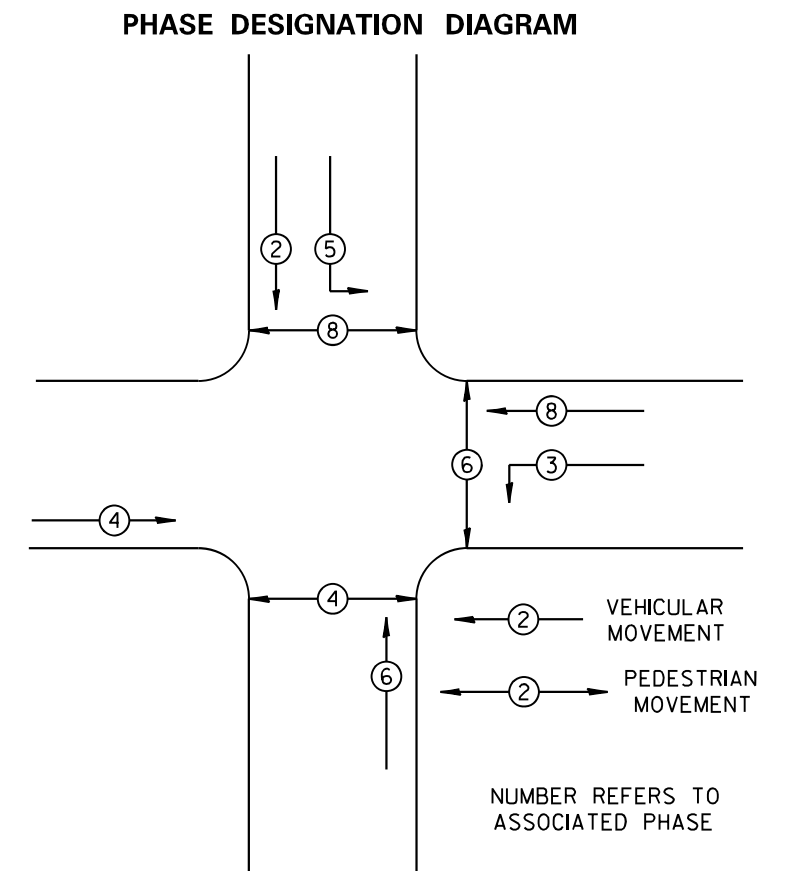 PHASE DESIGNATION DIAGRAM
2 5
8
8
6 3
4
4
2 VEHICULAR
MOVEMENT
6
2 PEDESTRIAN
MOVEMENT
NUMBER REFERS TO
ASSOCIATED PHASE